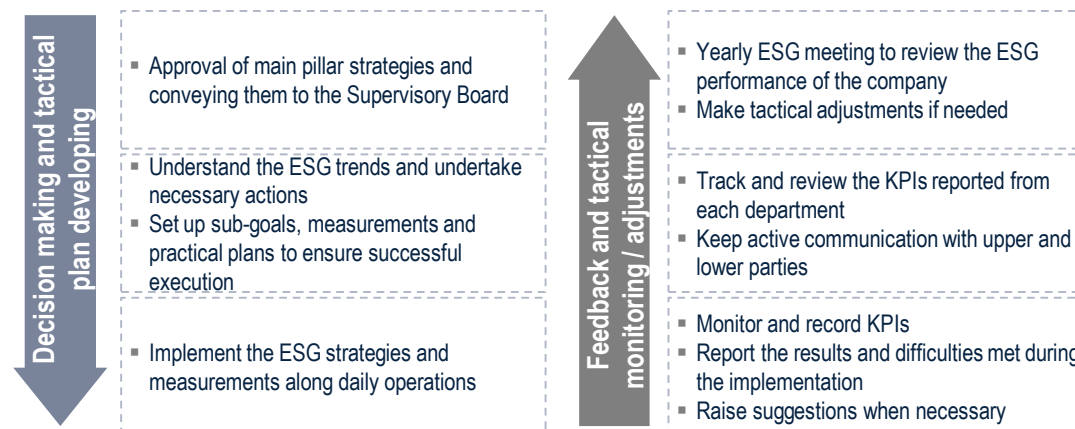 Decision making and tactical
plan developing
▪ Approval of main pillar strategies and
conveying them to the Supervisory Board
▪ Understand the ESG trends and undertake
necessary actions
▪ Set up sub-goals, measurements and
practical plans to ensure successful
execution
▪ Implement the ESG strategies and
measurements along daily operations
Feedback and tactical
monitoring / adjustments
▪ Yearly ESG meeting to review the ESG
performance of the company
▪ Make tactical adjustments if needed
▪ Track and review the KPIs reported from
each department
▪ Keep active communication with upper and
lower parties
▪ Monitor and record KPIs
▪ Report the results and difficulties met during
the implementation
▪ Raise suggestions when necessary